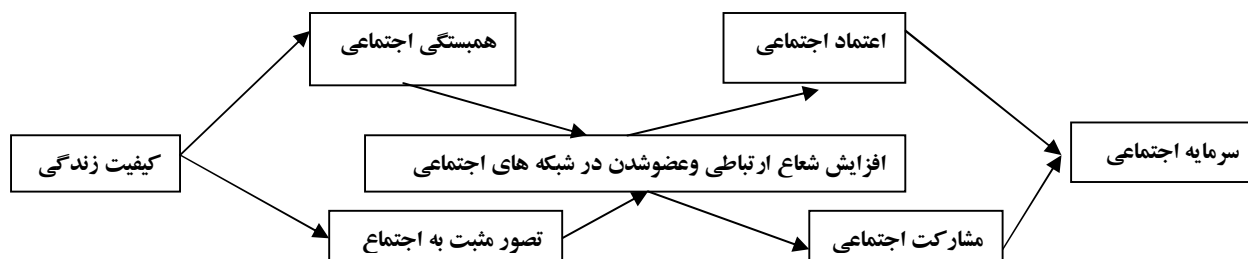 همبستگی اجتماعی
اعتماد اجتماعی
کیفیت زندگی
افزایش شعاع ارتباطی وعضوشدن در شبکه های اجتماعی
سرمایه اجتماعی
تصور مثبت به اجتماع
مشارکت اجتماعی